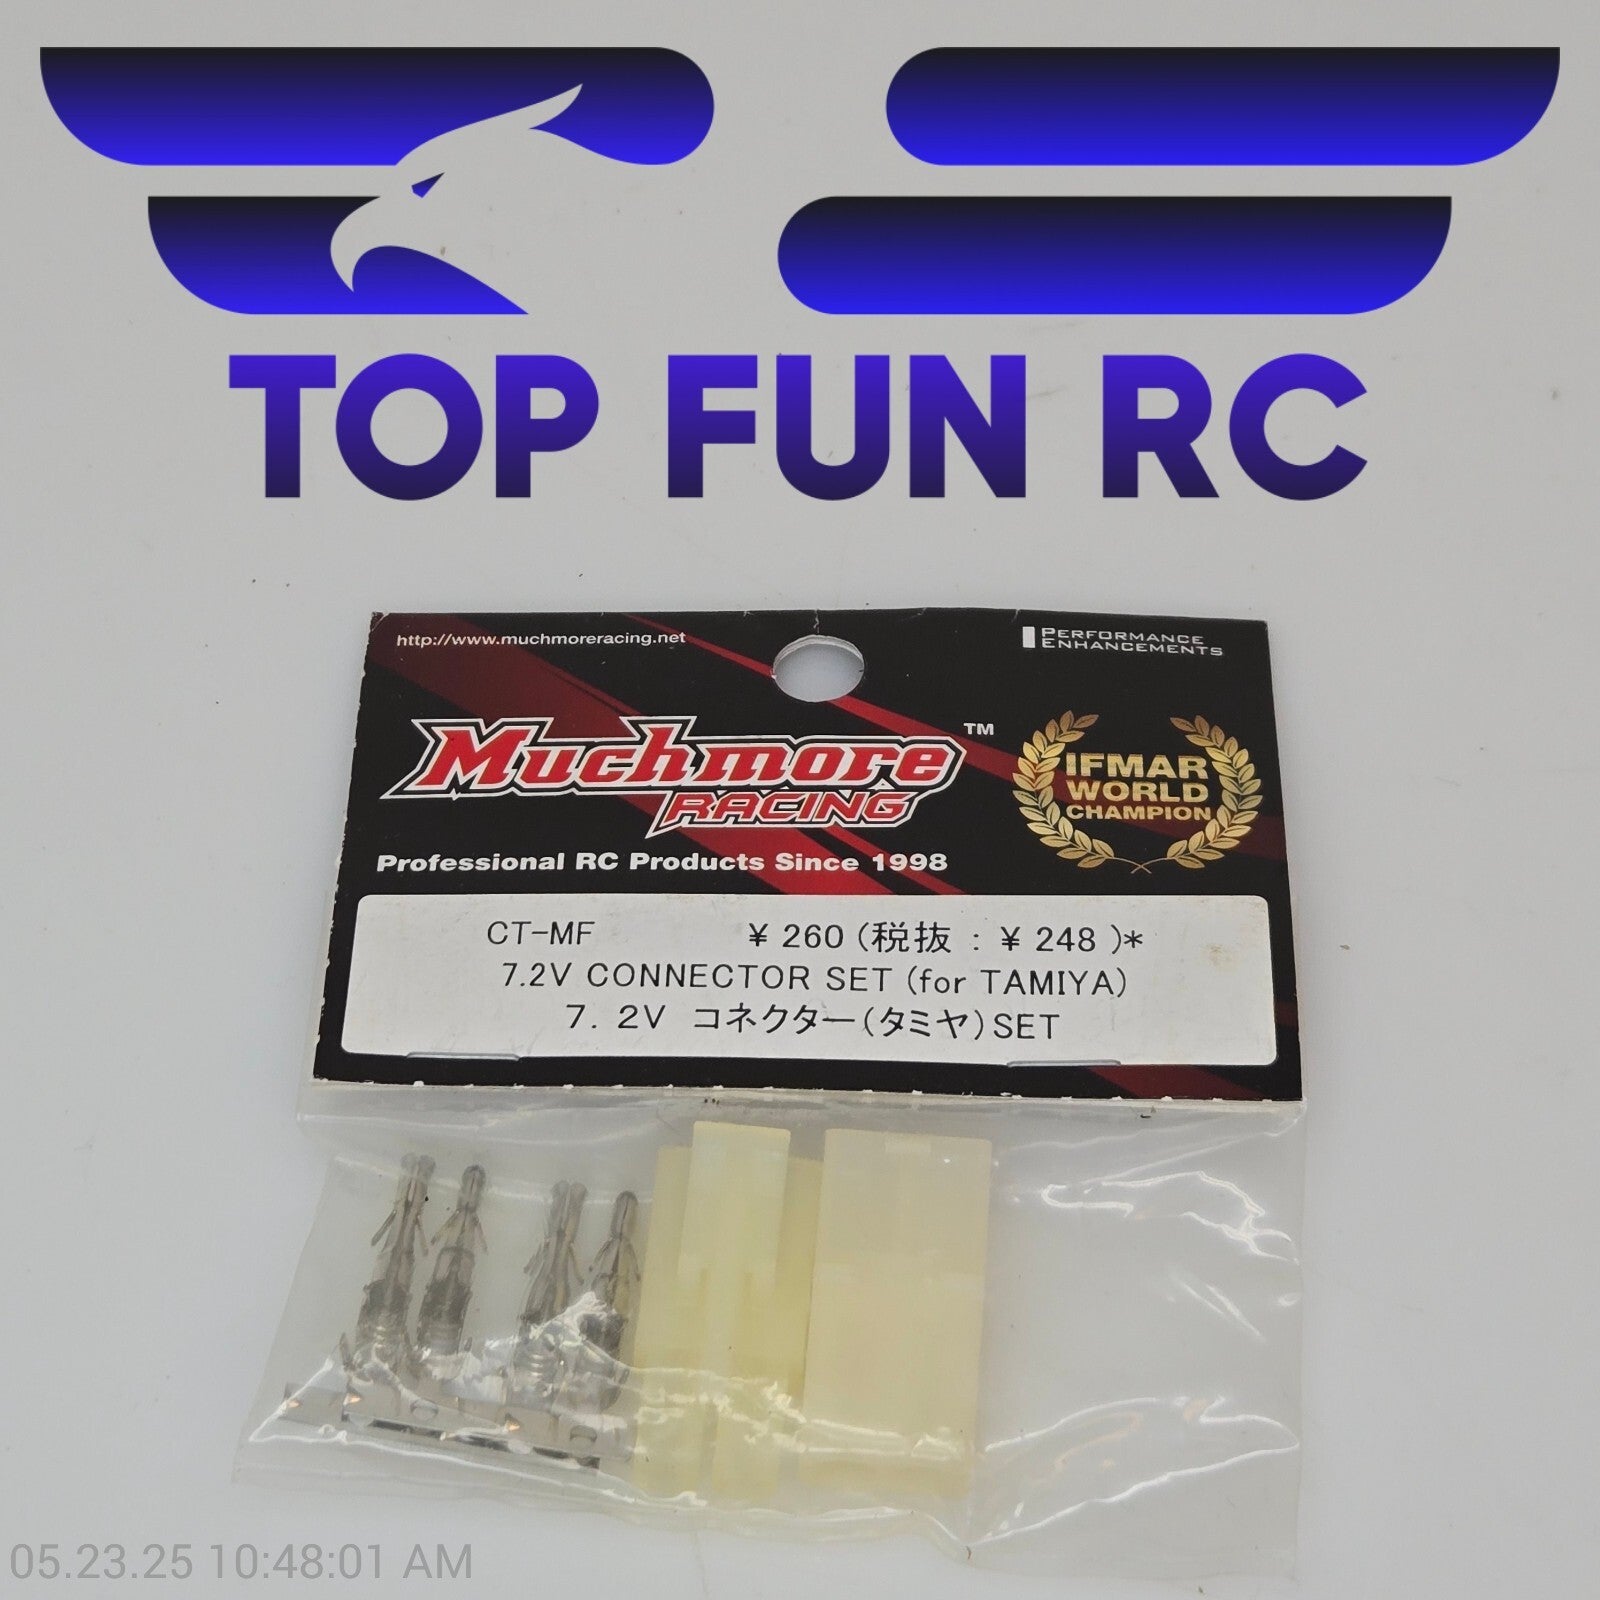 TOP FUN RC
http://www.muchmoreracing.net
PERFORMANCE
ENHANCEMENTS
Muchmore TM
RACING
IFMAR
WORLD
CHAMPION
Professional RC Products Since 1998
CT-MF ¥ 260 (税抜 : ¥ 248 )*
7.2V CONNECTOR SET (for TAMIYA)
7. 2V コネクター(タミヤ)SET
05.23.25 10:48:01 AM